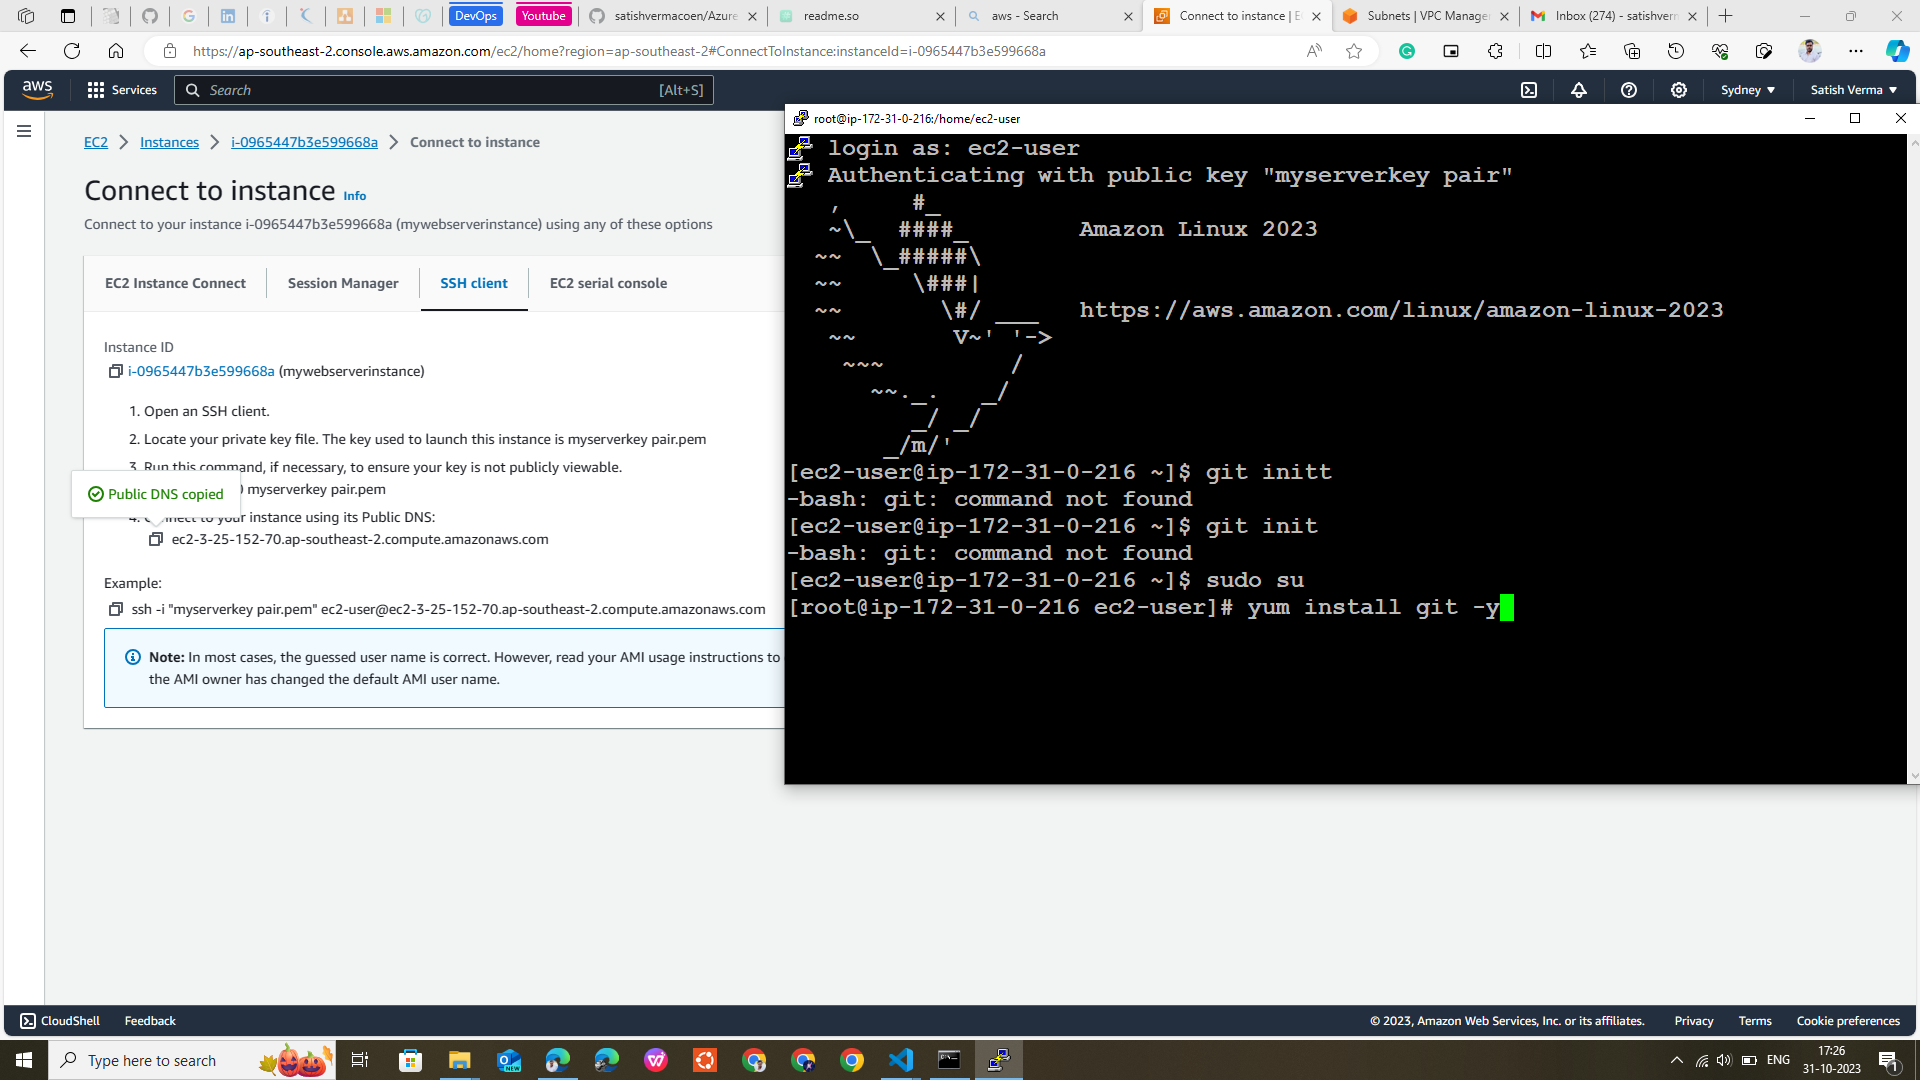 DevOps
Youtube
satishvermacoen/Azure
readme.so
aws - Search
Connect to instance | E
Subnets | VPC Manage
Inbox (274) - satishverm
https://ap-southeast-2.console.aws.amazon.com/ec2/home?region=ap-southeast-2#ConnectToInstance:instanceId=i-0965447b3e599668a
aws
Services
Search
[Alt+S]
Sydney
Satish Verma
EC2
Instances
i-0965447b3e599668a
Connect to instance
Connect to instance Info
Connect to your instance i-0965447b3e599668a (mywebserverinstance) using any of these options
EC2 Instance Connect
Session Manager
SSH client
EC2 serial console
Instance ID
i-0965447b3e599668a (mywebserverinstance)
1. Open an SSH client.
2. Locate your private key file. The key used to launch this instance is myserverkey pair.pem
3. Run this command, if necessary, to ensure your key is not publicly viewable.
myserverkey pair.pem
Public DNS copied
4. Connect to your instance using its Public DNS:
ec2-3-25-152-70.ap-southeast-2.compute.amazonaws.com
Example:
ssh -i "myserverkey pair.pem" ec2-user@ec2-3-25-152-70.ap-southeast-2.compute.amazonaws.com
Note: In most cases, the guessed user name is correct. However, read your AMI usage instructions to
the AMI owner has changed the default AMI user name.
root@ip-172-31-0-216:/home/ec2-user
login as: ec2-user
Authenticating with public key "myserverkey pair"
   ,     #_
   ~\_  ####_        Amazon Linux 2023
  ~~  \_#####\
  ~~     \###|
  ~~       \#/ ___   https://aws.amazon.com/linux/amazon-linux-2023
   ~~       V~' '->
    ~~~         /
      ~~._.   _/
         _/ _/
       _/m/'
[ec2-user@ip-172-31-0-216 ~]$ git initt
-bash: git: command not found
[ec2-user@ip-172-31-0-216 ~]$ git init
-bash: git: command not found
[ec2-user@ip-172-31-0-216 ~]$ sudo su
[root@ip-172-31-0-216 ec2-user]# yum install git -y
CloudShell
Feedback
© 2023, Amazon Web Services, Inc. or its affiliates.
Privacy
Terms
Cookie preferences
Type here to search
NEW
ENG
17:26
31-10-2023
1